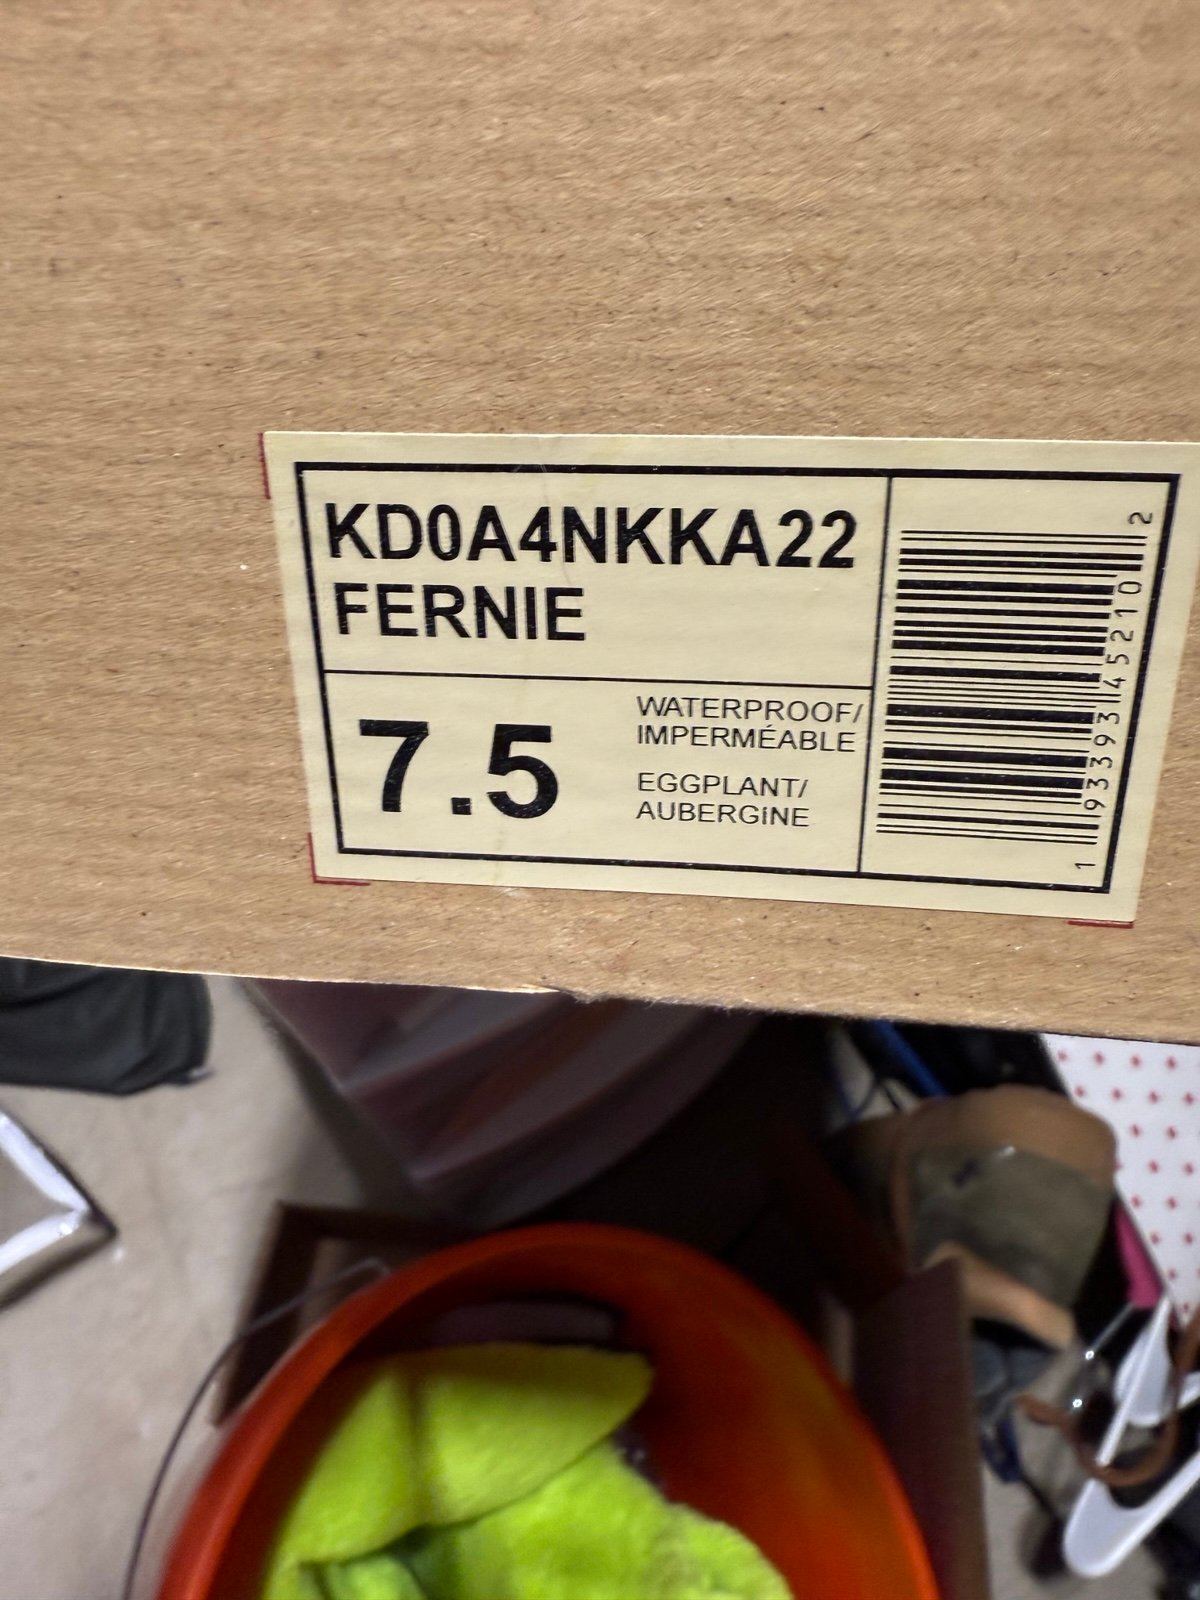 KD0A4NKKA22
FERNIE
7.5
WATERPROOF/
IMPERMÉABLE
EGGPLANT/
AUBERGINE
1 93393 45210 2